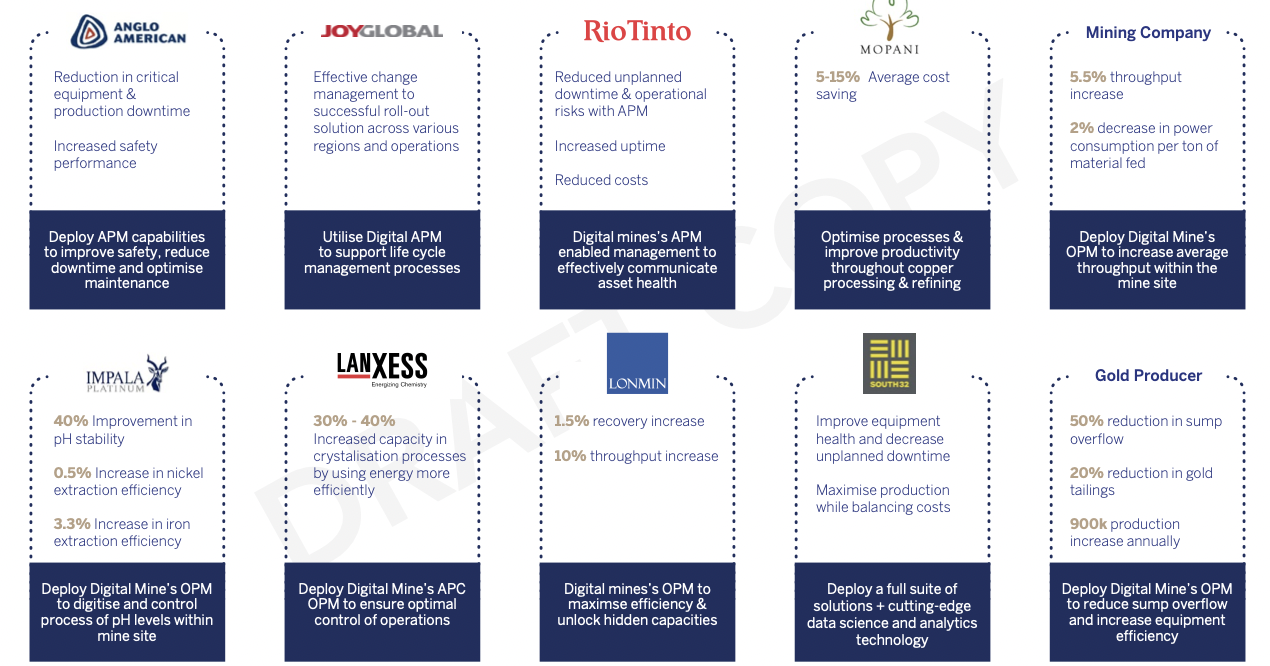 ANGLO
AMERICAN
Reduction in critical
equipment &
production downtime
Increased safety
performance
Deploy APM capabilities
to improve safety, reduce
downtime and optimise
maintenance
JOYGLOBAL
Effective change
management to
successful roll-out
solution across various
regions and operations
Utilise Digital APM
to support life cycle
management processes
RioTinto
Reduced unplanned
downtime & operational
risks with APM
Increased uptime
Reduced costs
Digital mines's APM
enabled management to
effectively communicate
asset health
MOPANI
5-15% Average cost
saving
Optimise processes &
improve productivity
throughout copper
processing & refining
Mining Company
5.5% throughput
increase
2% decrease in power
consumption per ton of
material fed
Deploy Digital Mine's
OPM to increase average
throughput within the
mine site
IMPALA
PLATINUM
40% Improvement in
pH stability
0.5% Increase in nickel
extraction efficiency
3.3% Increase in iron
extraction efficiency
Deploy Digital Mine's OPM
to digitise and control
process of pH levels within
mine site
LANXESS
Energizing Chemistry
30% - 40%
Increased capacity in
crystalisation processes
by using energy more
efficiently
Deploy Digital Mine's APC
OPM to ensure optimal
control of operations
LONMIN
1.5% recovery increase
10% throughput increase
Digital mines's OPM to
maximse efficiency &
unlock hidden capacities
SOUTH32
Improve equipment
health and decrease
unplanned downtime
Maximise production
while balancing costs
Deploy a full suite of
solutions + cutting-edge
data science and analytics
technology
Gold Producer
50% reduction in sump
overflow
20% reduction in gold
tailings
900k production
increase annually
Deploy Digital Mine's OPM
to reduce sump overflow
and increase equipment
efficiency
DRAFT COPY